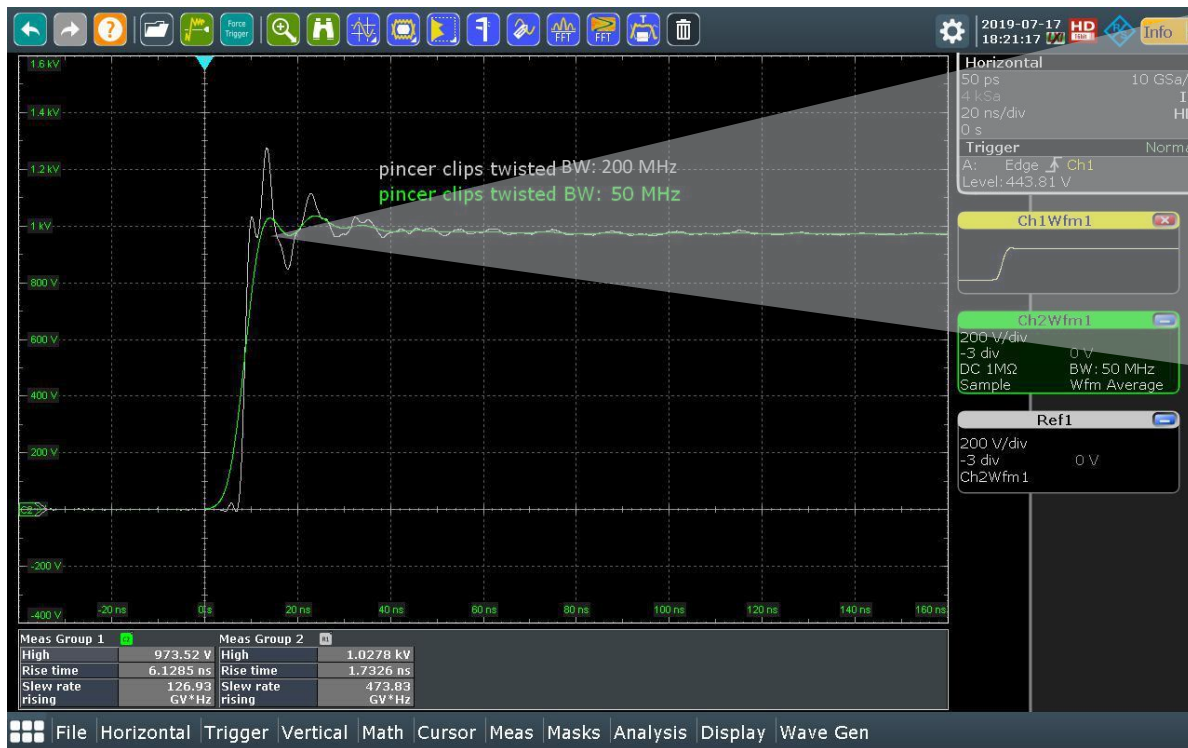 Force
Trigger
FFT
FFT
2019-07-17
18:21:17
HD
Info
Horizontal
50 ps 10 GSa/
4 kSa
20 ns/div
0 s
Trigger Norma
A: Edge Ch1
Level: 443.81 V
Ch1Wfm1
Ch2Wfm1
200 V/div
-3 div 0 V
DC 1MΩ BW: 50 MHz
Sample Wfm Average
Ref1
200 V/div
-3 div 0 V
Ch2Wfm1
1.6 kV
1.4 kV
1.2 kV
pincer clips twisted BW: 200 MHz
pincer clips twisted BW: 50 MHz
1 kV
800 V
600 V
400 V
200 V
C2
-200 V
-400 V
-20 ns 0 s 20 ns 40 ns 60 ns 80 ns 100 ns 120 ns 140 ns 160 ns
Meas Group 1 C2 Meas Group 2 R1
High 973.52 V High 1.0278 kV
Rise time 6.1285 ns Rise time 1.7326 ns
Slew rate 126.93 Slew rate 473.83
rising GV*Hz rising GV*Hz
File Horizontal Trigger Vertical Math Cursor Meas Masks Analysis Display Wave Gen